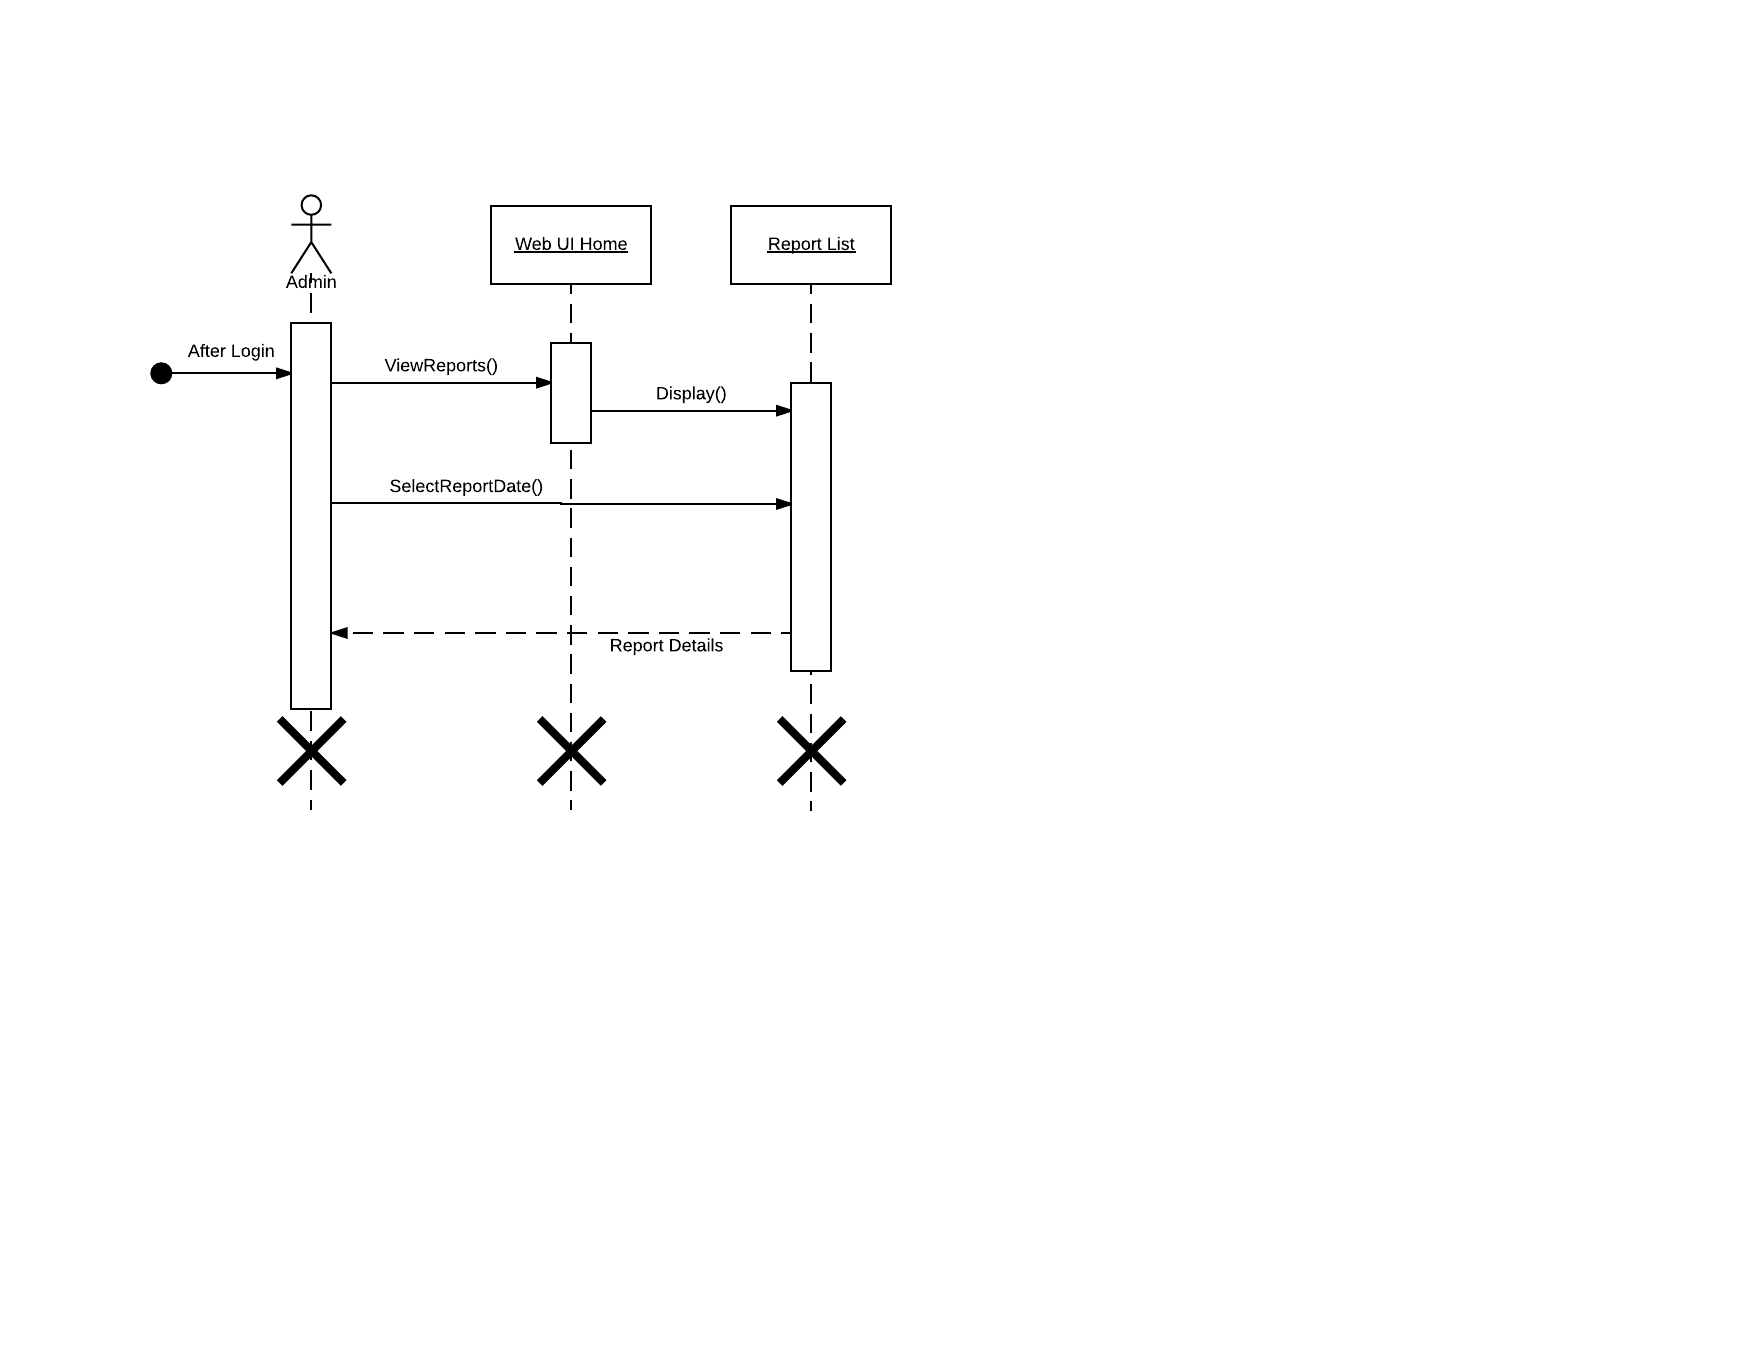 Admin
Web UI Home
Report List
After Login
ViewReports()
Display()
SelectReportDate()
Report Details